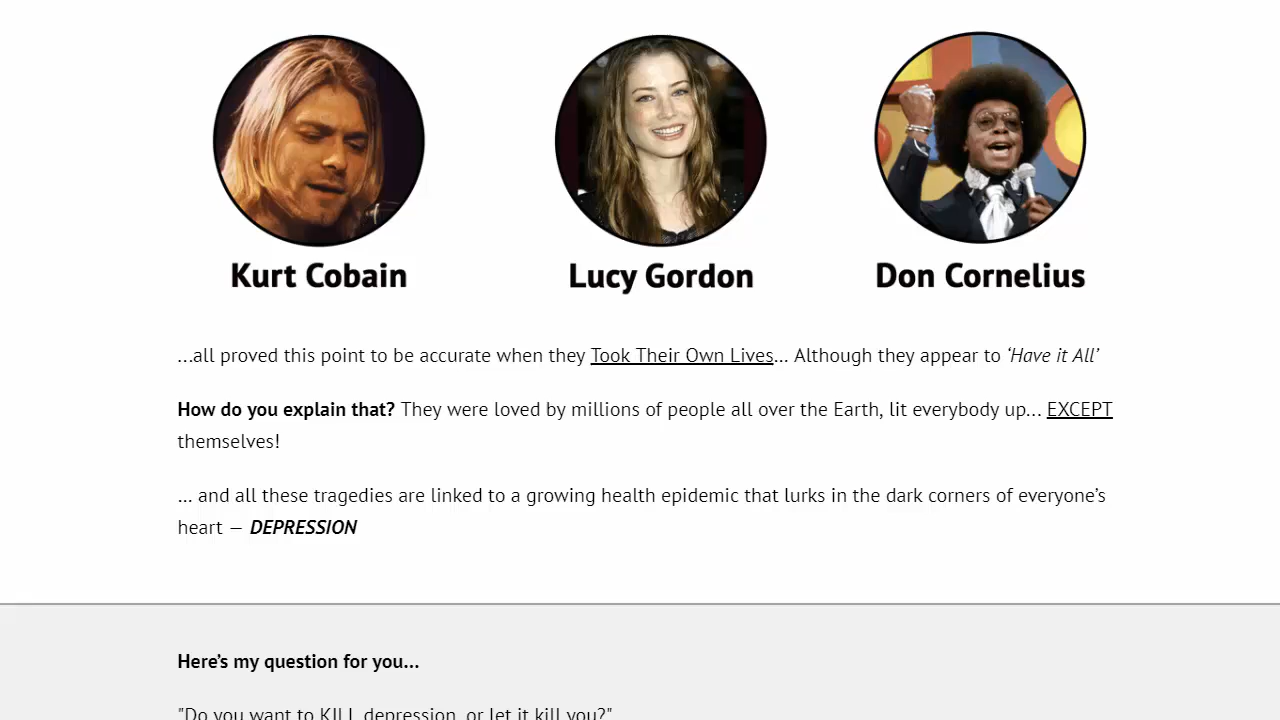 Kurt Cobain
Lucy Gordon
Don Cornelius
...all proved this point to be accurate when they Took Their Own Lives... Although they appear to ‘Have it All’
How do you explain that? They were loved by millions of people all over the Earth, lit everybody up... EXCEPT
themselves!
... and all these tragedies are linked to a growing health epidemic that lurks in the dark corners of everyone’s
heart — DEPRESSION
Here’s my question for you...
"Do you want to KILL depression, or let it kill you?"